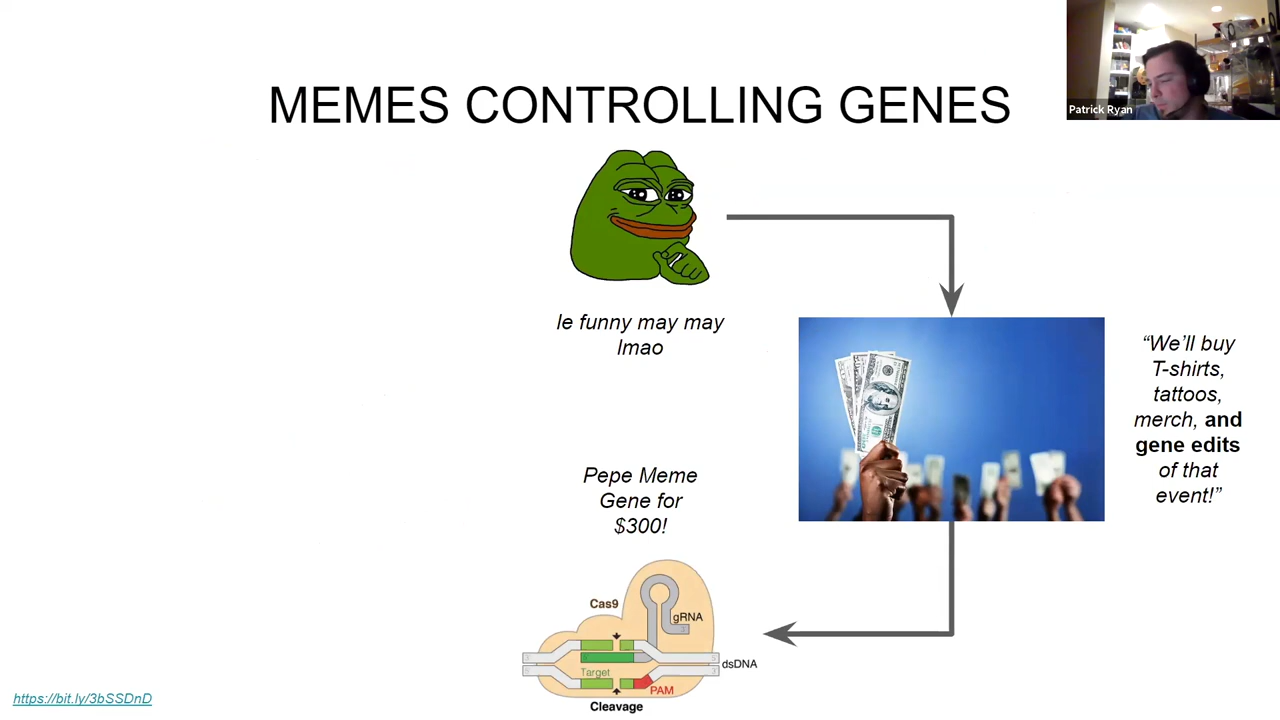 Patrick Ryan
MEMES CONTROLLING GENES
le funny may may
lmao
"We'll buy
T-shirts,
tattoos,
merch, and
gene edits
of that
event!"
Pepe Meme
Gene for
$300!
Cas9
gRNA
dsDNA
Target
PAM
Cleavage
https://bit.ly/3bSSDnD